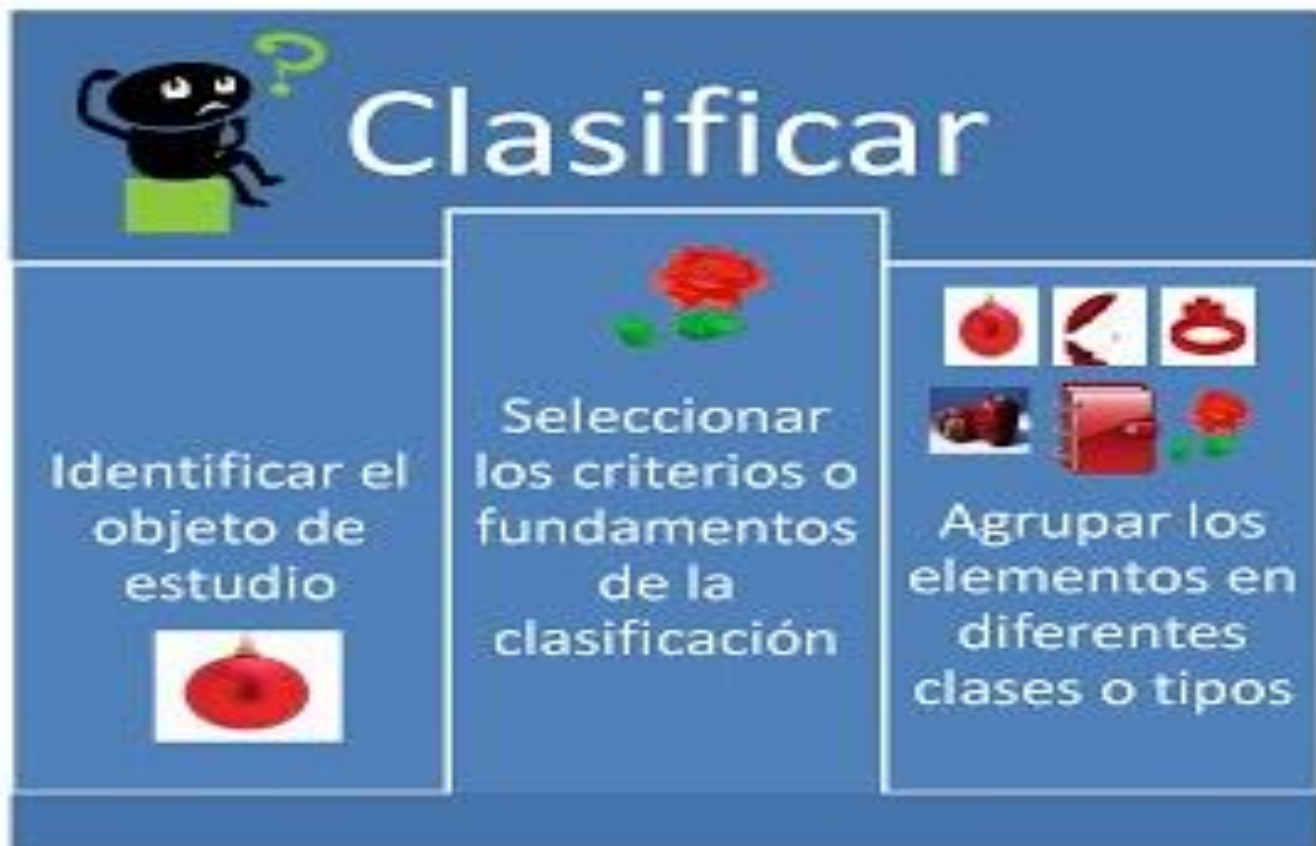 ?
Clasificar
Identificar el
objeto de
estudio
Seleccionar
los criterios o
fundamentos
de la
clasificación
Agrupar los
elementos en
diferentes
clases o tipos